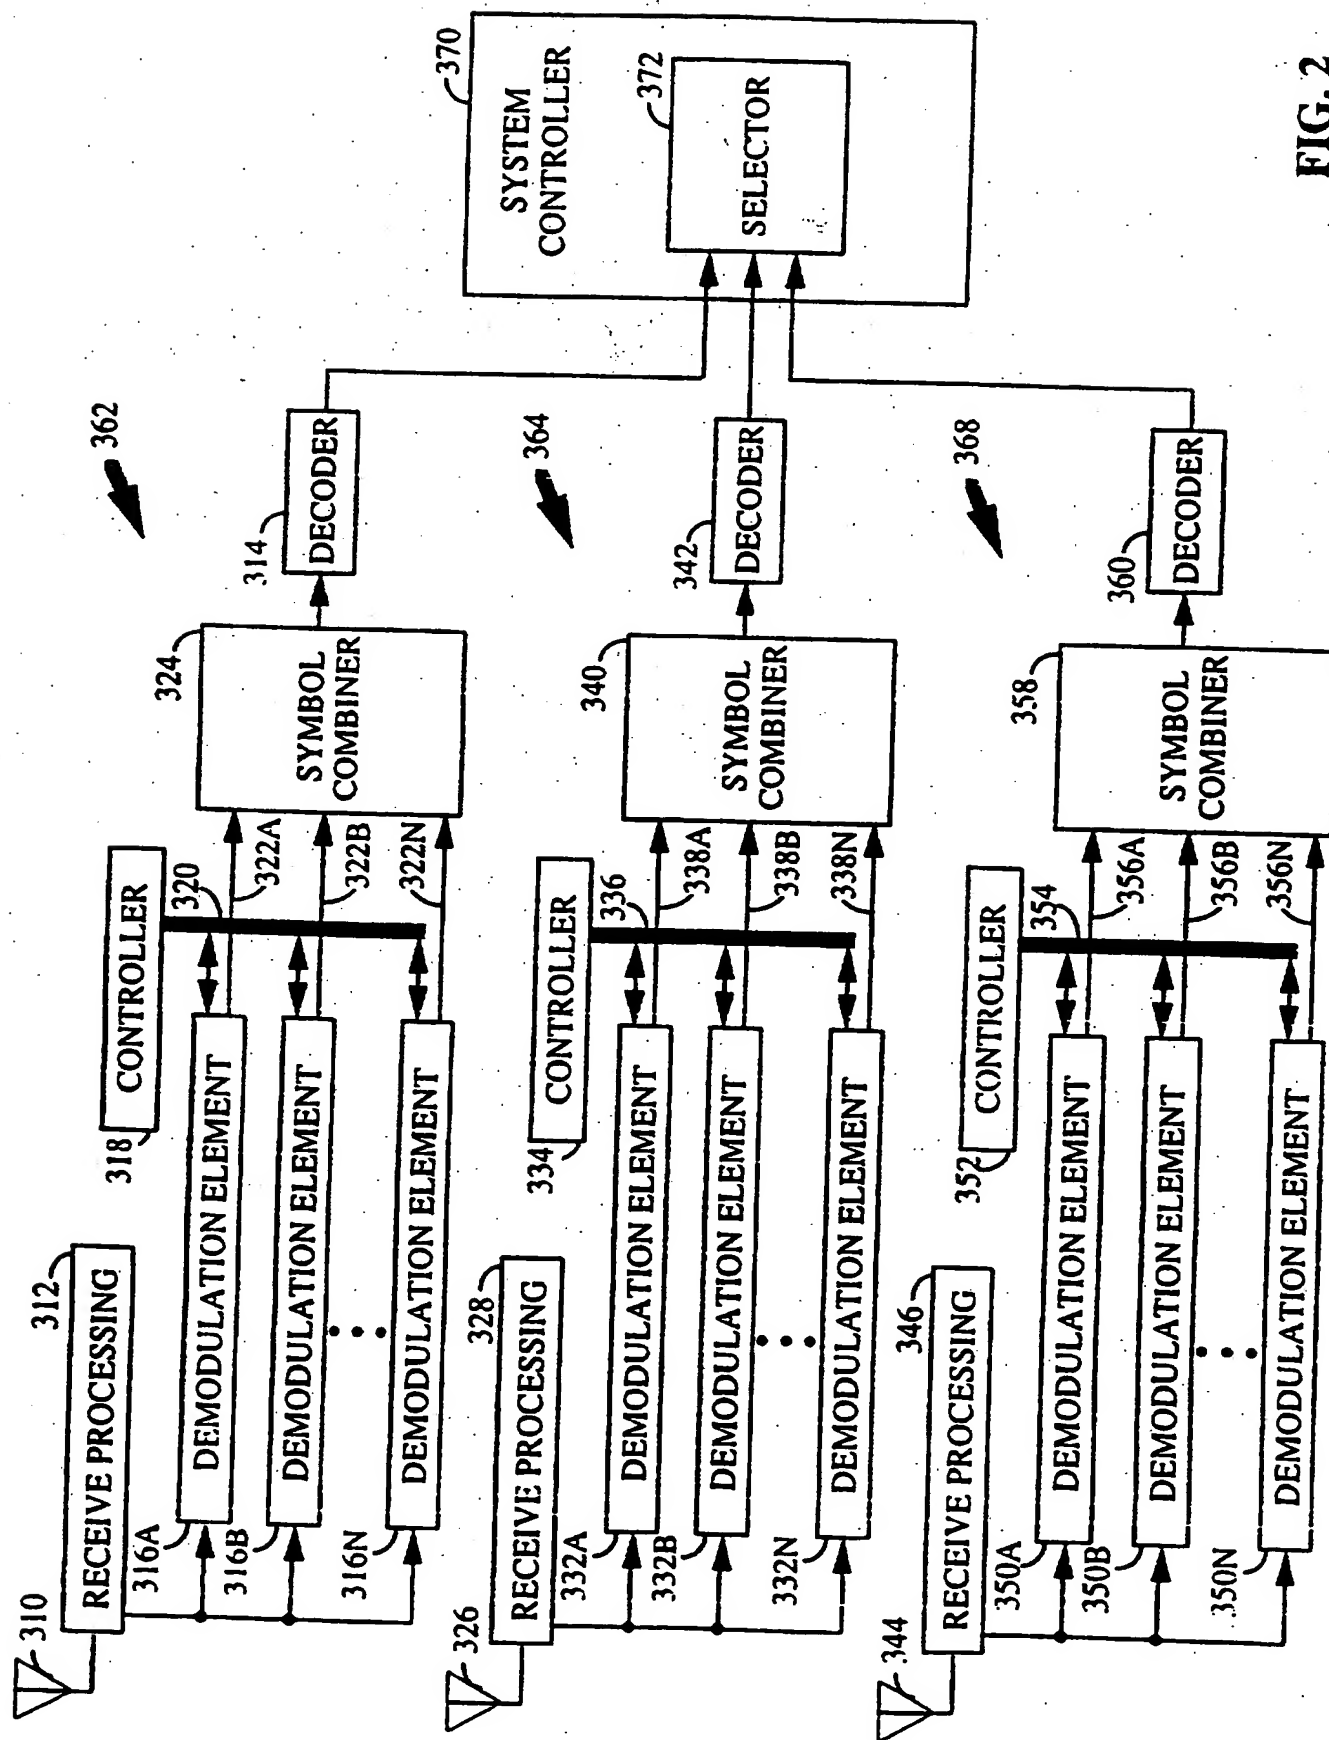 310
RECEIVE PROCESSING
312
316A
DEMODULATION ELEMENT
316B
DEMODULATION ELEMENT
316N
DEMODULATION ELEMENT
318
CONTROLLER
320
322A
322B
322N
324
SYMBOL
COMBINER
314
DECODER
362
326
RECEIVE PROCESSING
328
332A
DEMODULATION ELEMENT
332B
DEMODULATION ELEMENT
332N
DEMODULATION ELEMENT
334
CONTROLLER
336
338A
338B
338N
340
SYMBOL
COMBINER
342
DECODER
364
344
RECEIVE PROCESSING
346
350A
DEMODULATION ELEMENT
350B
DEMODULATION ELEMENT
350N
DEMODULATION ELEMENT
352
CONTROLLER
354
356A
356B
356N
358
SYMBOL
COMBINER
360
DECODER
368
SYSTEM
CONTROLLER
370
372
SELECTOR
FIG. 2